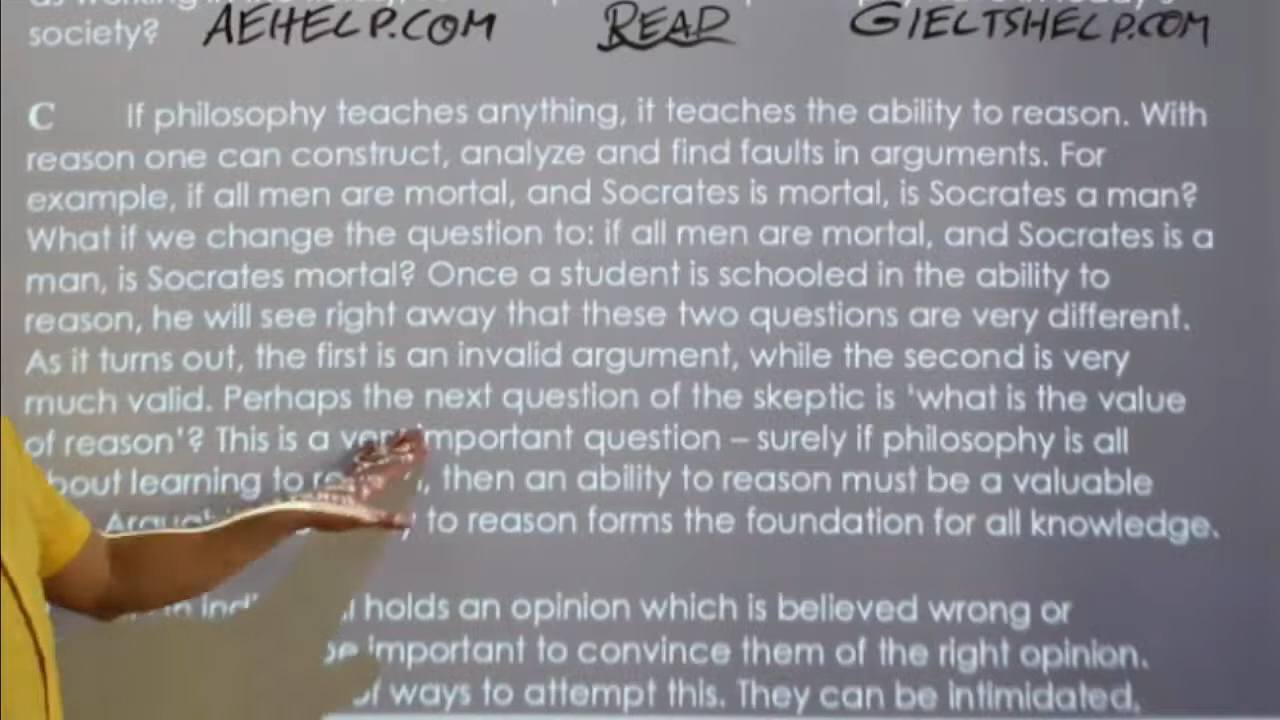 society? AEHELP.COM READ GIELTSHELP.COM
C If philosophy teaches anything, it teaches the ability to reason. With
reason one can construct, analyze and find faults in arguments. For
example, if all men are mortal, and Socrates is mortal, is Socrates a man?
What if we change the question to: if all men are mortal, and Socrates is a
man, is Socrates mortal? Once a student is schooled in the ability to
reason, he will see right away that these two questions are very different.
As it turns out, the first is an invalid argument, while the second is very
much valid. Perhaps the next question of the skeptic is 'what is the value
of reason'? This is a very important question – surely if philosophy is all
learning to , then an ability to reason must be a valuable
to reason forms the foundation for all knowledge.
holds an opinion which is believed wrong or
important to convince them of the right opinion.
ways to attempt this. They can be intimidated,